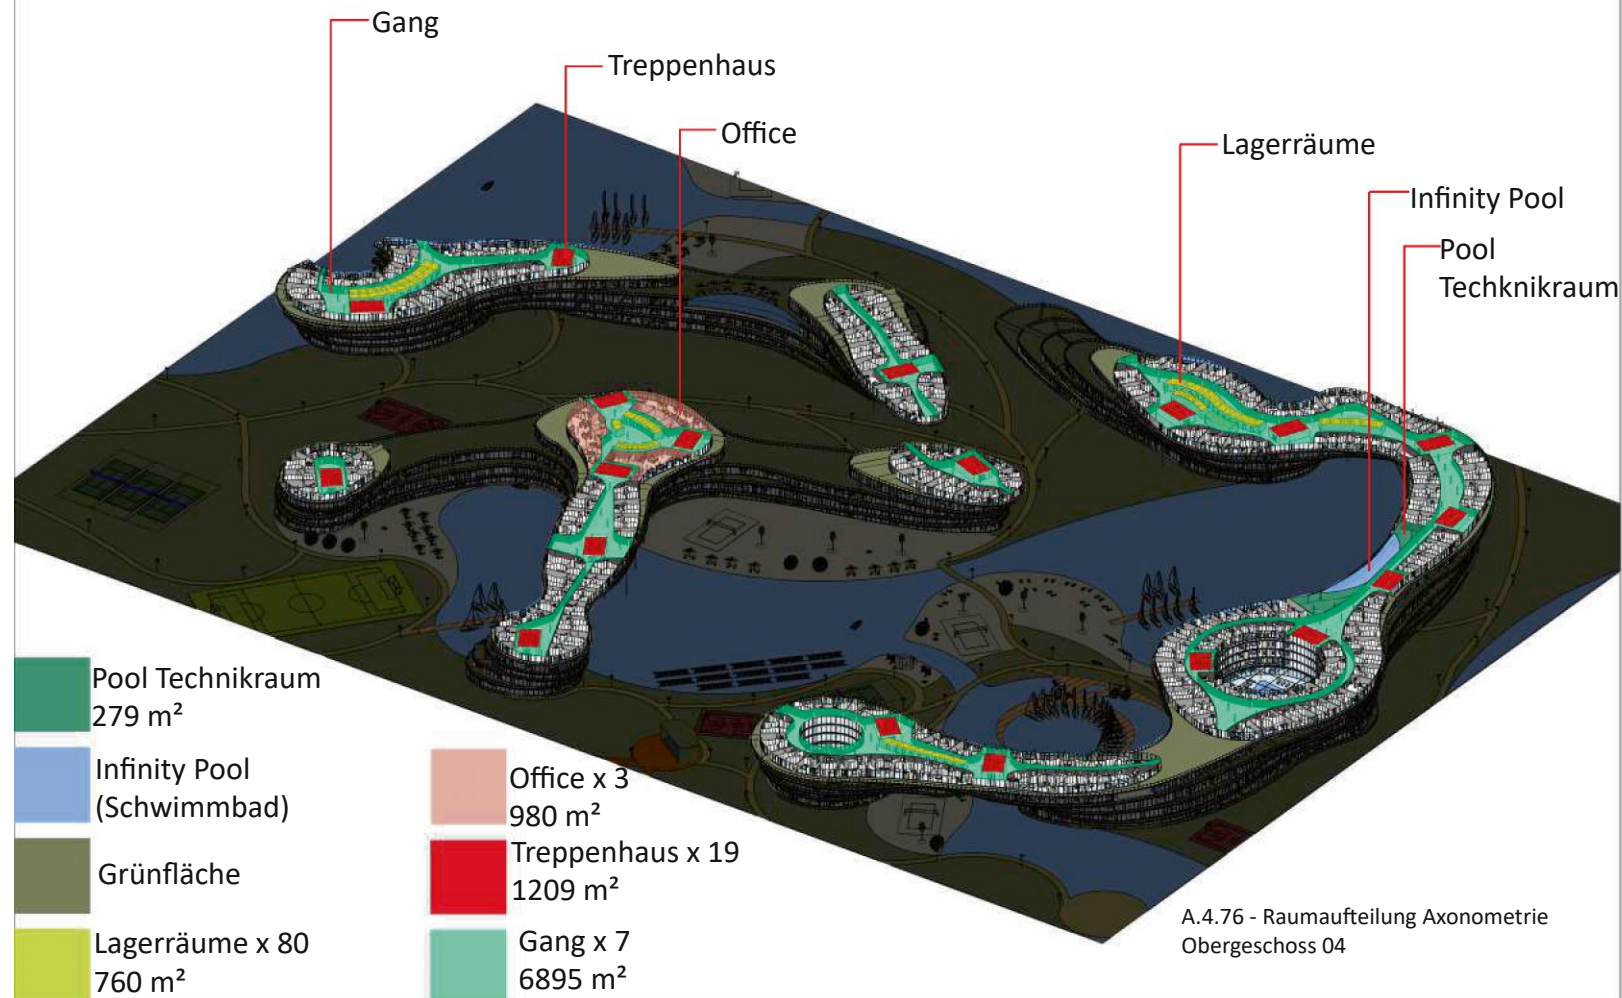 Gang
Treppenhaus
Office
Lagerräume
Infinity Pool
Pool
Techknikraum
Pool Technikraum
279 m²
Infinity Pool
(Schwimmbad)
Grünfläche
Lagerräume x 80
760 m²
Office x 3
980 m²
Treppenhaus x 19
1209 m²
Gang x 7
6895 m²
A.4.76 - Raumaufteilung Axonometrie
Obergeschoss 04